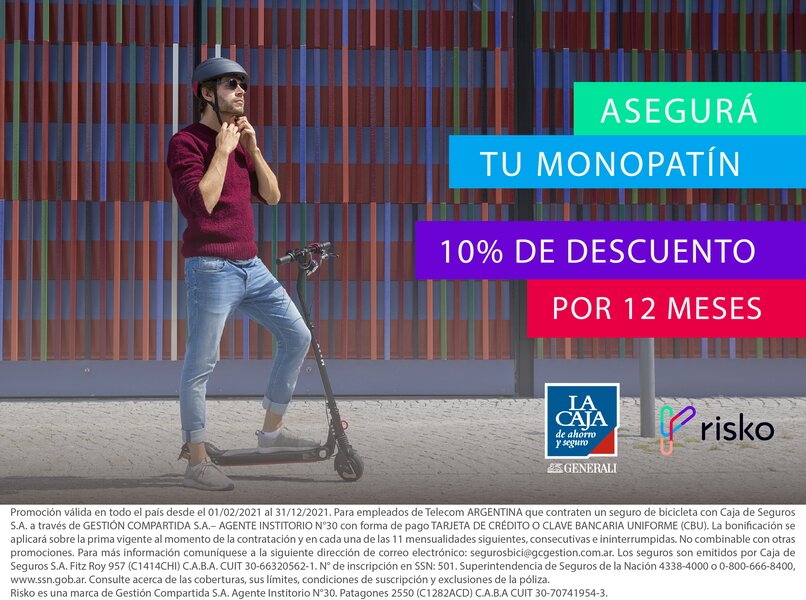 ASEGURÁ
TU MONOPATÍN
10% DE DESCUENTO
POR 12 MESES
LA
CAJA
de ahorro
y seguro
GENERALI
risko
Promoción válida en todo el país desde el 01/02/2021 al 31/12/2021. Para empleados de Telecom ARGENTINA que contraten un seguro de bicicleta con Caja de Seguros
S.A. a través de GESTIÓN COMPARTIDA S.A.– AGENTE INSTITORIO N°30 con forma de pago TARJETA DE CRÉDITO O CLAVE BANCARIA UNIFORME (CBU). La bonificación se
aplicará sobre la prima vigente al momento de la contratación y en cada una de las 11 mensualidades siguientes, consecutivas e ininterrumpidas. No combinable con otras
promociones. Para más información comuníquese a la siguiente dirección de correo electrónico: segurosbici@gcgestion.com.ar. Los seguros son emitidos por Caja de
Seguros S.A. Fitz Roy 957 (C1414CHI) C.A.B.A. CUIT 30-66320562-1. N° de inscripción en SSN: 501. Superintendencia de Seguros de la Nación 4338-4000 o 0-800-666-8400,
www.ssn.gob.ar. Consulte acerca de las coberturas, sus límites, condiciones de suscripción y exclusiones de la póliza.
Risko es una marca de Gestión Compartida S.A. Agente Institorio N°30. Patagones 2550 (C1282ACD) C.A.B.A CUIT 30-70741954-3.